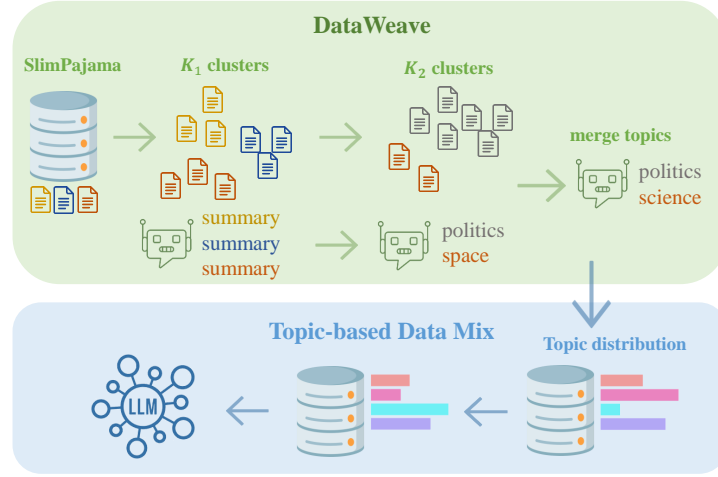 DataWeave
SlimPajama
K₁ clusters
K₂ clusters
merge topics
politics
science
summary
summary
summary
politics
space
Topic-based Data Mix
Topic distribution
LLM